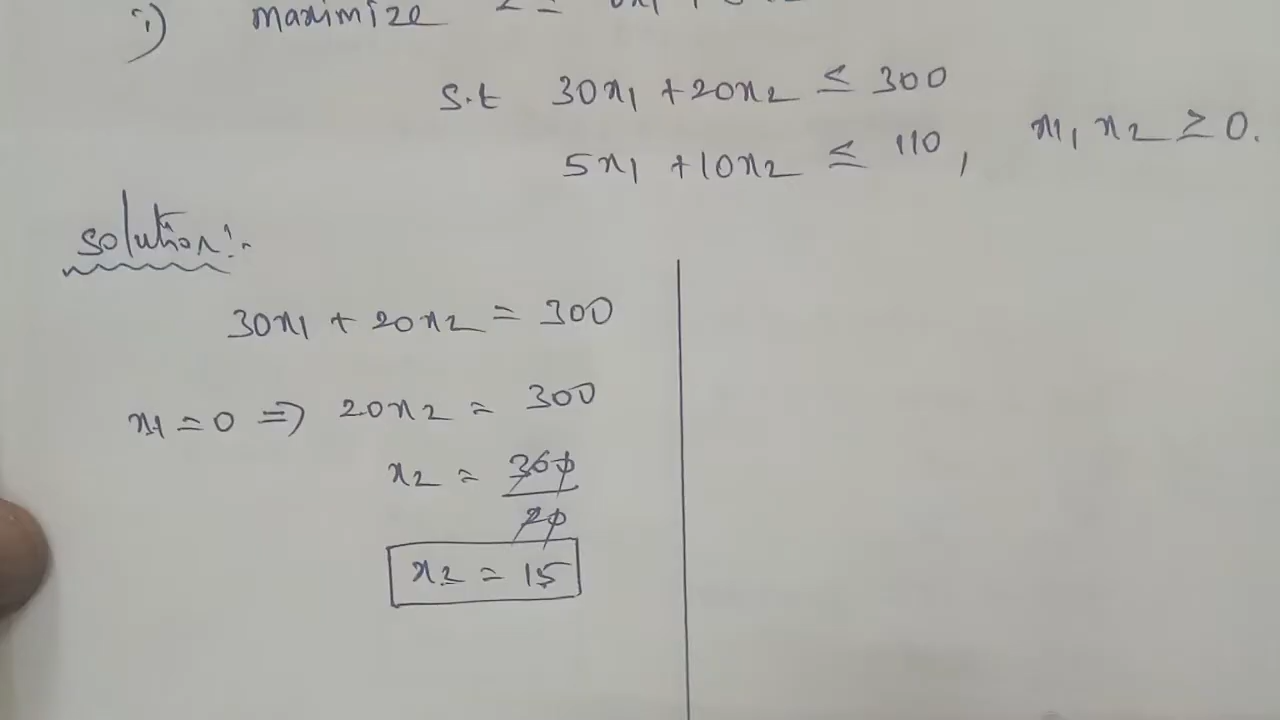 i) maximize Z =
s.t 30x1 + 20x2 ≤ 300
5x1 + 10x2 ≤ 110, x1, x2 ≥ 0.
Solution:-
30x1 + 20x2 = 300
x1 = 0 ⇒ 20x2 = 300
x2 = 300
20
x2 = 15